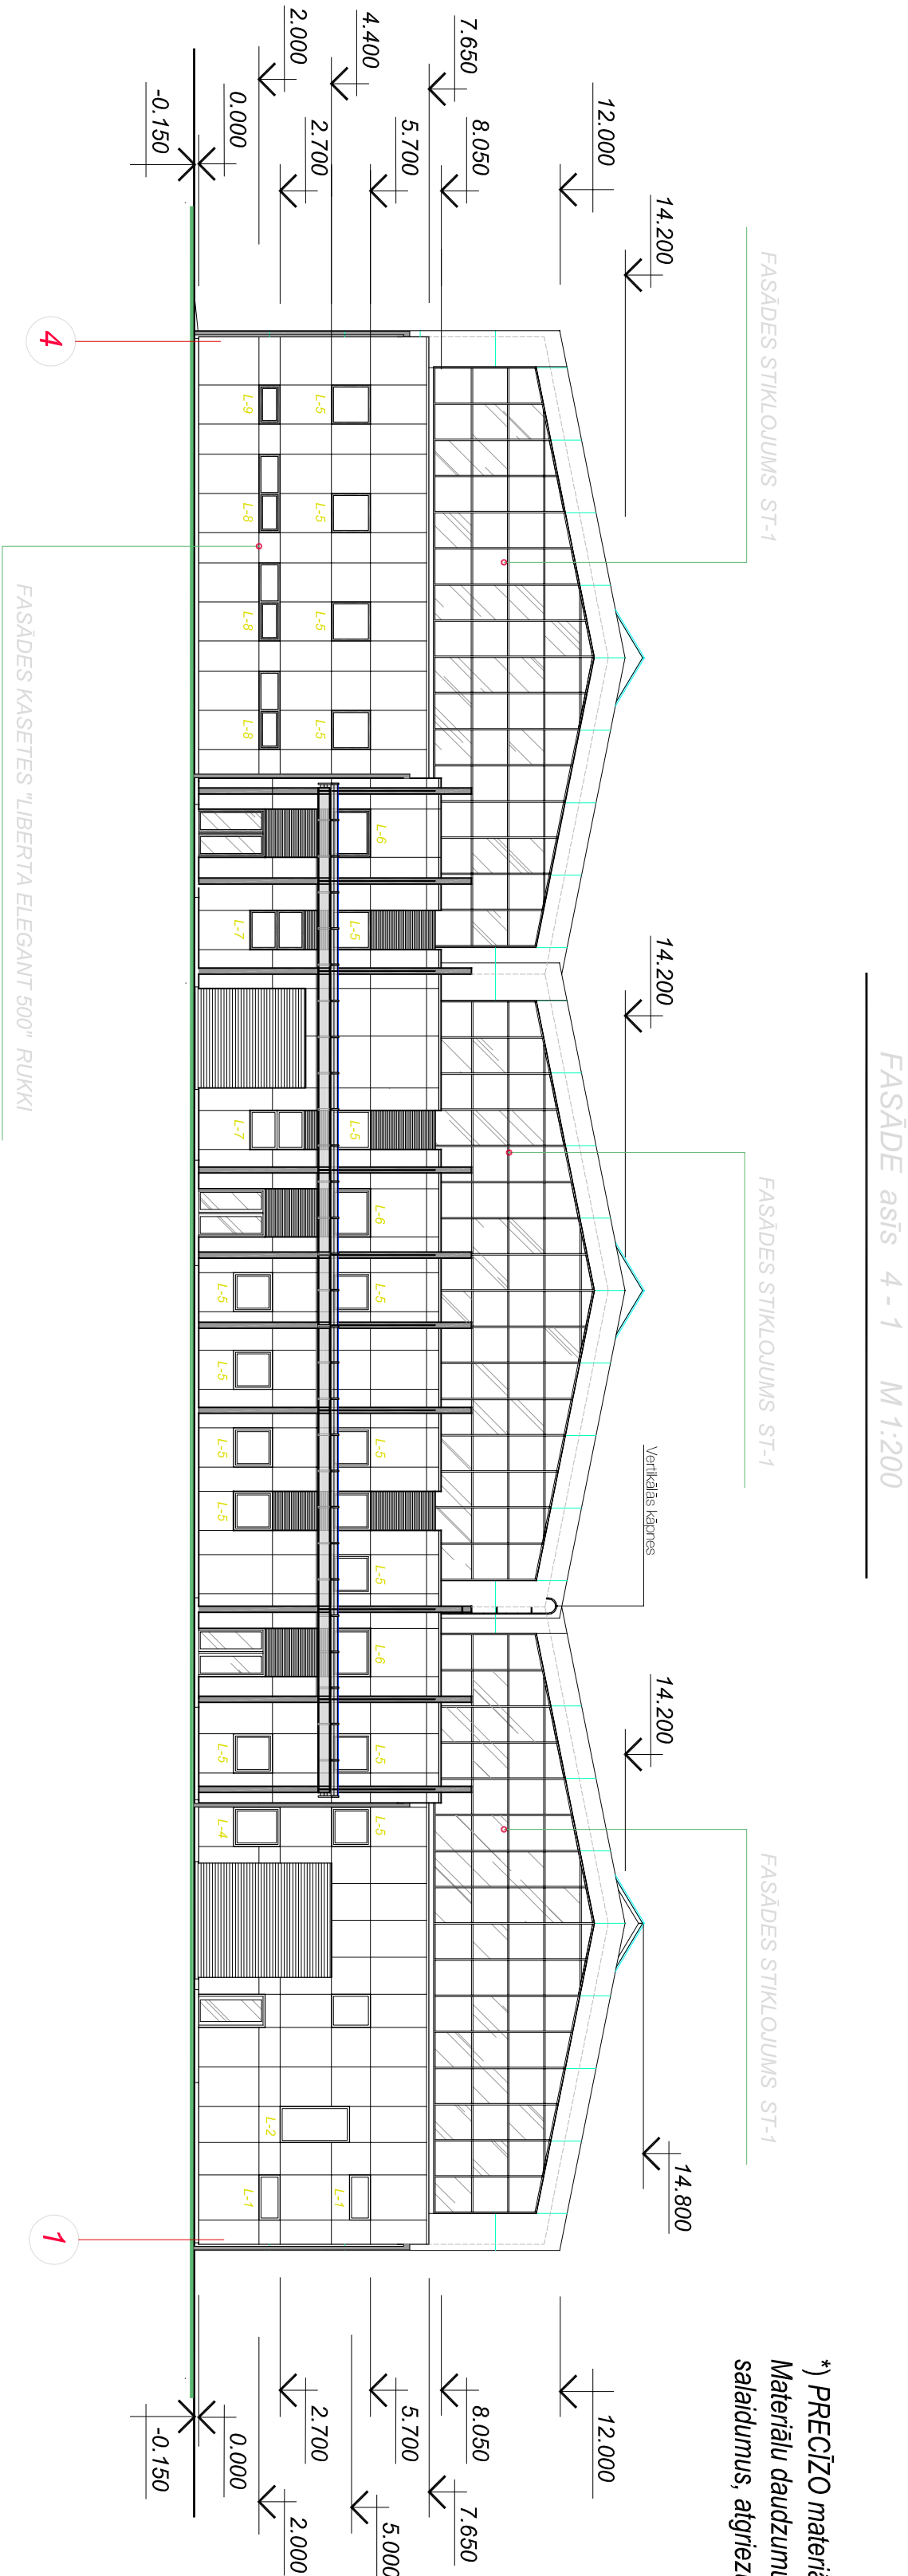 FASĀDE asīs 4 - 1 M 1:200
*) PRECĪZO
Materiālu
salaidumus,
FASĀDES STIKLOJUMS ST-1
FASĀDES STIKLOJUMS ST-1
FASĀDES STIKLOJUMS ST-1
14.200
14.200
14.200
14.800
12.000
12.000
Vertikālās kāpnes
7.650
8.050
8.050
7.650
4.400
5.700
5.700
5.000
2.000
2.700
2.700
2.000
0.000
0.000
-0.150
-0.150
L-5
L-5
L-5
L-5
L-6
L-5
L-5
L-6
L-5
L-5
L-5
L-6
L-5
L-5
L-1
L-9
L-8
L-8
L-8
L-7
L-7
L-5
L-5
L-5
L-5
L-5
L-4
L-2
L-1
4
1
FASĀDES KASETES "LIBERTA ELEGANT 500" RUKKI